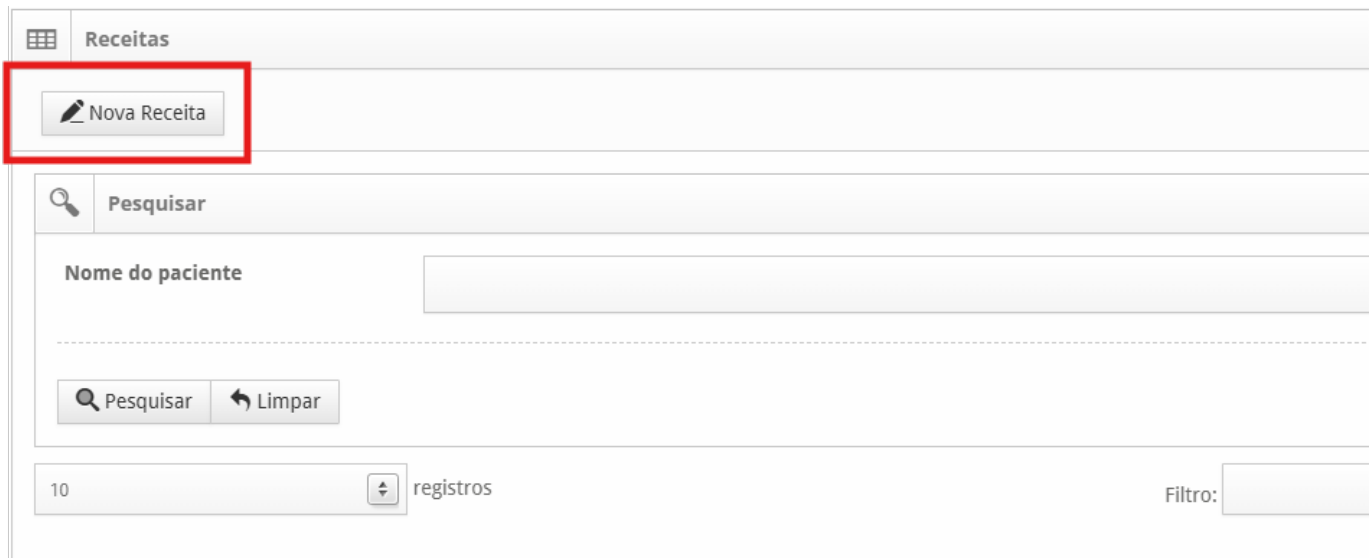 Receitas
Nova Receita
Pesquisar
Nome do paciente
Pesquisar Limpar
10 registros Filtro: